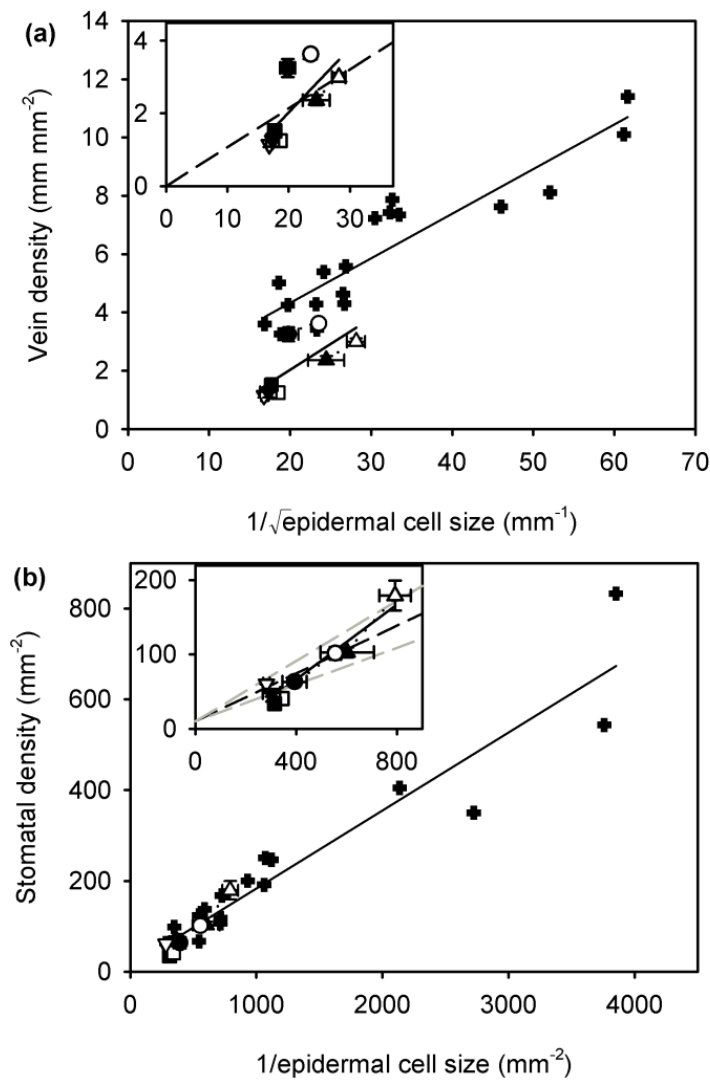 (a)
14
12
10
8
6
4
2
0
Vein density (mm mm⁻²)
4
2
0
0 10 20 30
0 10 20 30 40 50 60 70
1/√epidermal cell size (mm⁻¹)
(b)
800
600
400
200
0
Stomatal density (mm⁻²)
200
100
0
0 400 800
0 1000 2000 3000 4000
1/epidermal cell size (mm⁻²)